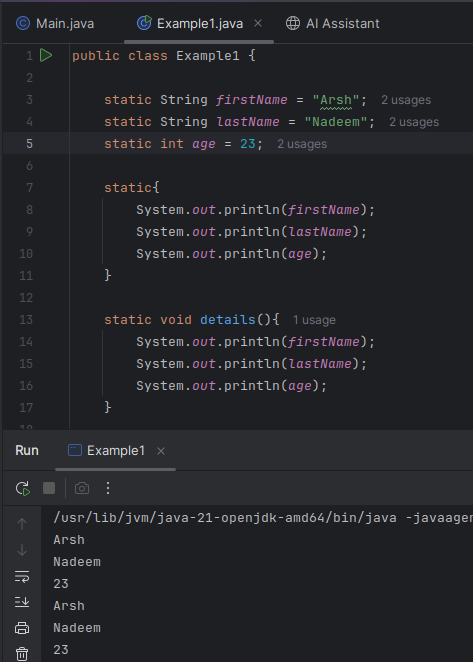 Main.java Example1.java AI Assistant
1 public class Example1 {
2
3 static String firstName = "Arsh"; 2 usages
4 static String lastName = "Nadeem"; 2 usages
5 static int age = 23; 2 usages
6
7 static{
8 System.out.println(firstName);
9 System.out.println(lastName);
10 System.out.println(age);
11 }
12
13 static void details(){ 1 usage
14 System.out.println(firstName);
15 System.out.println(lastName);
16 System.out.println(age);
17 }
Run Example1
/usr/lib/jvm/java-21-openjdk-amd64/bin/java -javaager
Arsh
Nadeem
23
Arsh
Nadeem
23